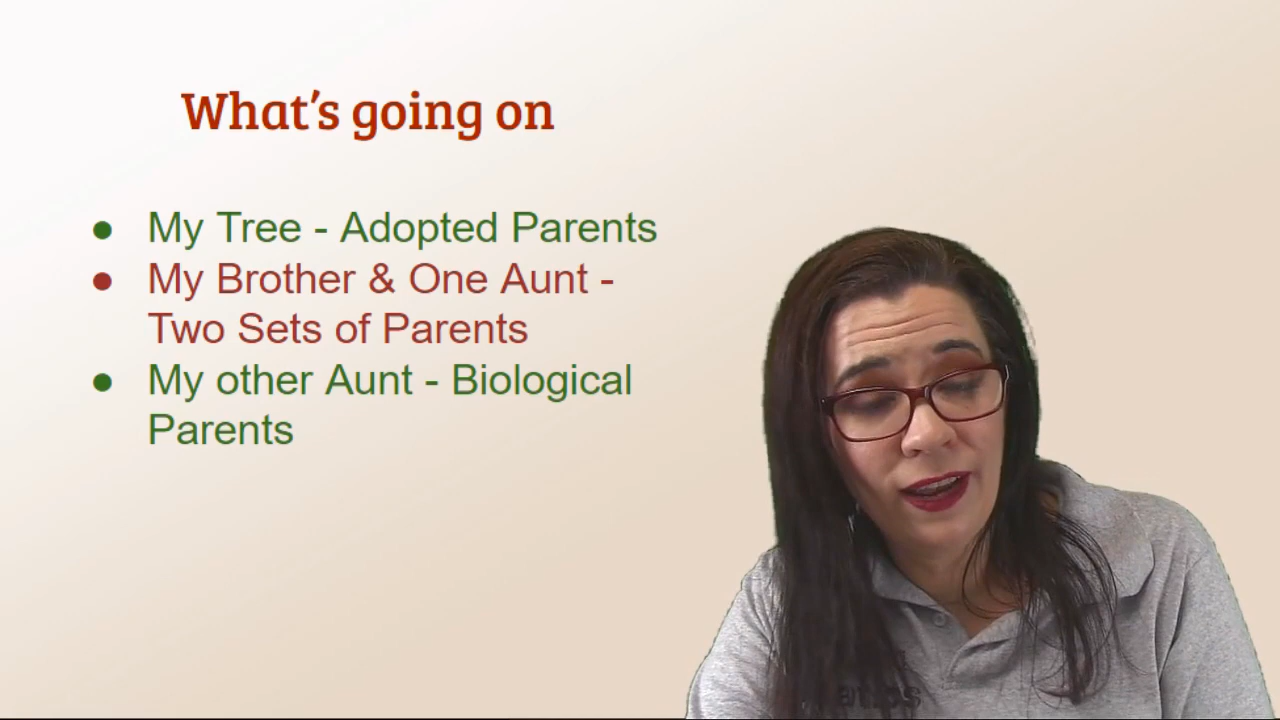 What's going on
● My Tree - Adopted Parents
● My Brother & One Aunt -
Two Sets of Parents
● My other Aunt - Biological
Parents